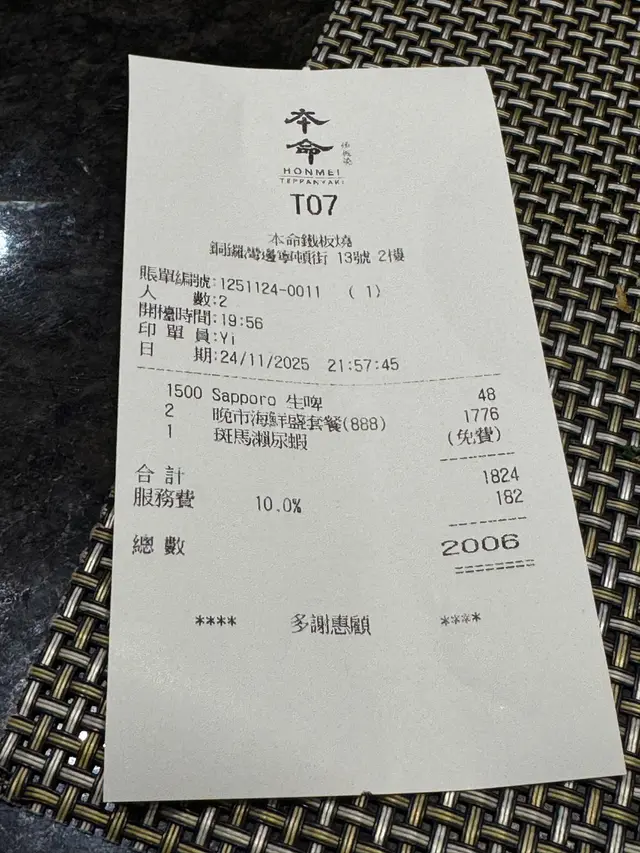 本命
鐵板燒
HONMEI
TEPPANYAKI
T07
本命鐵板燒
銅鑼灣邊寧頓街 13號 2樓
賬單編號:1251124-0011 ( 1)
人 數:2
開檯時間:19:56
印單員:Yi
日 期:24/11/2025 21:57:45
1500 Sapporo 生啤 48
2 晚市海鮮盛套餐(888) 1776
1 斑馬瀨尿蝦 (免費)
合計 1824
服務費 10.0% 182
總數 2006
**** 多謝惠顧 ****